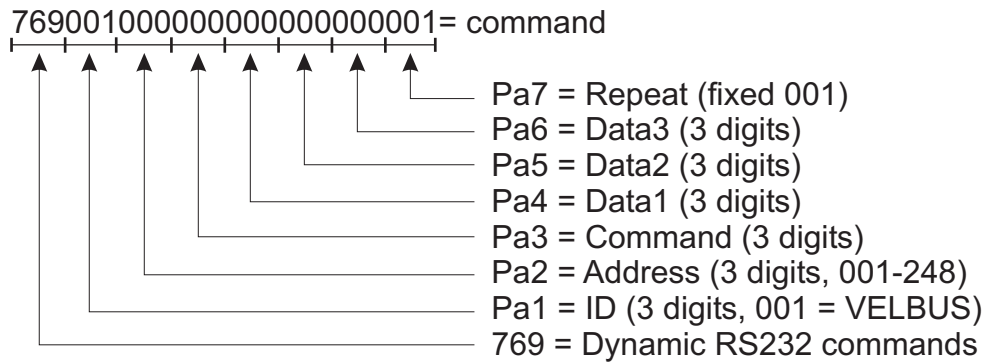 769001000000000000000001= command
Pa7 = Repeat (fixed 001)
Pa6 = Data3 (3 digits)
Pa5 = Data2 (3 digits)
Pa4 = Data1 (3 digits)
Pa3 = Command (3 digits)
Pa2 = Address (3 digits, 001-248)
Pa1 = ID (3 digits, 001 = VELBUS)
769 = Dynamic RS232 commands